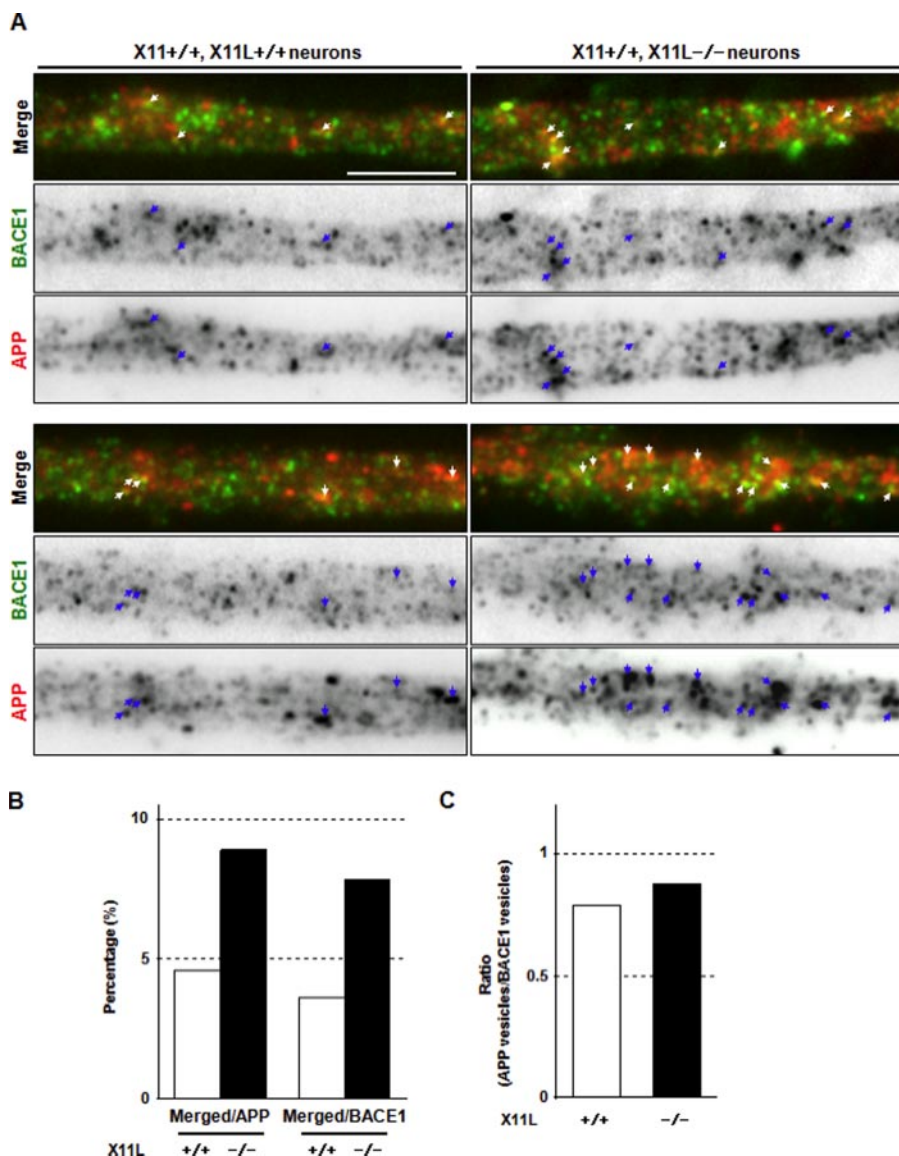 A
X11+/+, X11L+/+ neurons
X11+/+, X11L−/− neurons
Merge
BACE1
APP
Merge
BACE1
APP
B
10
5
0
Percentage (%)
Merged/APP
Merged/BACE1
X11L
+/+
−/−
+/+
−/−
C
1
0.5
0
Ratio
(APP vesicles/BACE1 vesicles)
X11L
+/+
−/−